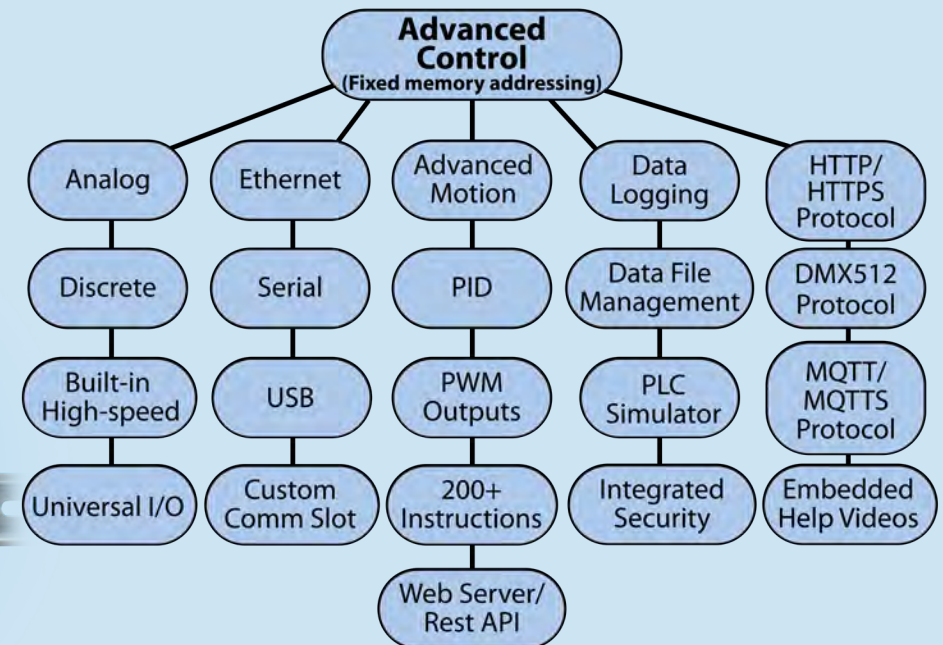 Advanced
Control
(Fixed memory addressing)
Analog
Ethernet
Advanced
Motion
Data
Logging
HTTP/
HTTPS
Protocol
Discrete
Serial
PID
Data File
Management
DMX512
Protocol
Built-in
High-speed
USB
PWM
Outputs
PLC
Simulator
MQTT/
MQTTS
Protocol
Universal I/O
Custom
Comm Slot
200+
Instructions
Integrated
Security
Embedded
Help Videos
Web Server/
Rest API